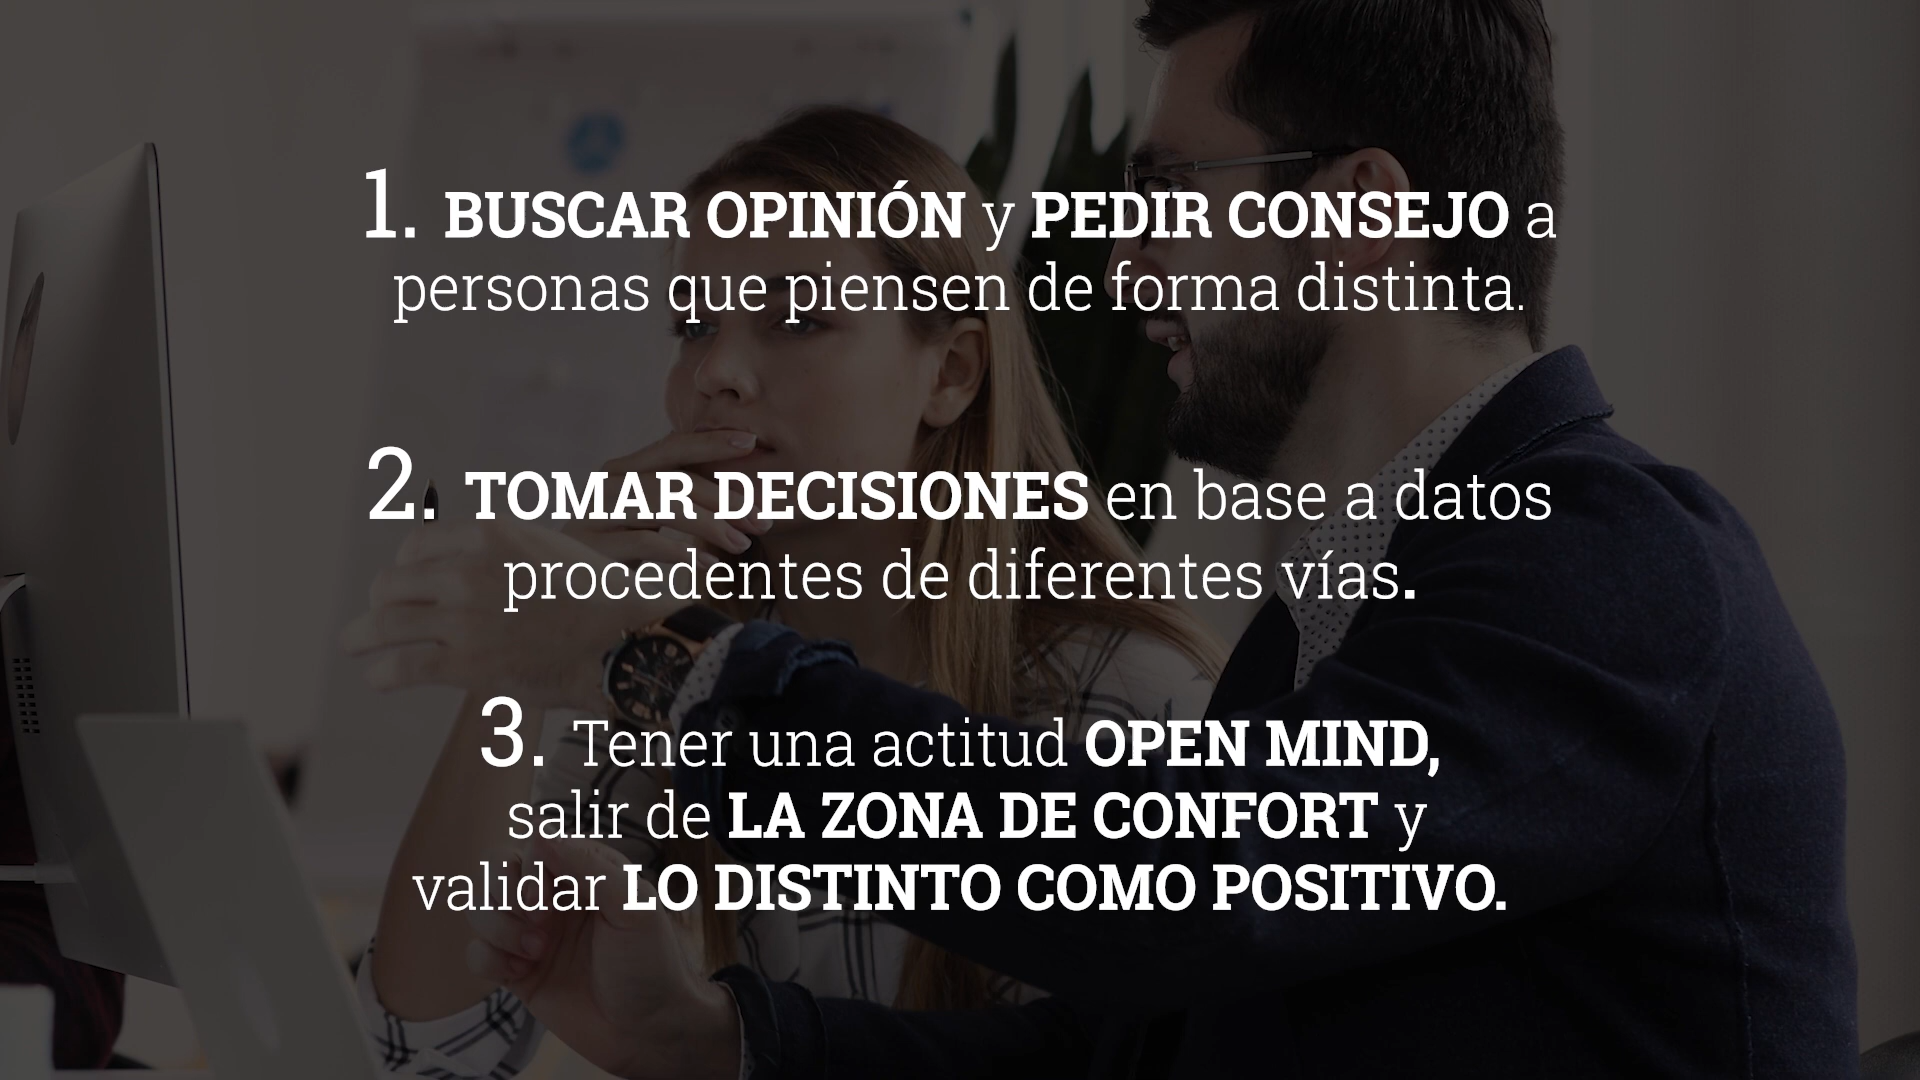 1. BUSCAR OPINIÓN y PEDIR CONSEJO a
personas que piensen de forma distinta.
2. TOMAR DECISIONES en base a datos
procedentes de diferentes vías.
3. Tener una actitud OPEN MIND,
salir de LA ZONA DE CONFORT y
validar LO DISTINTO COMO POSITIVO.